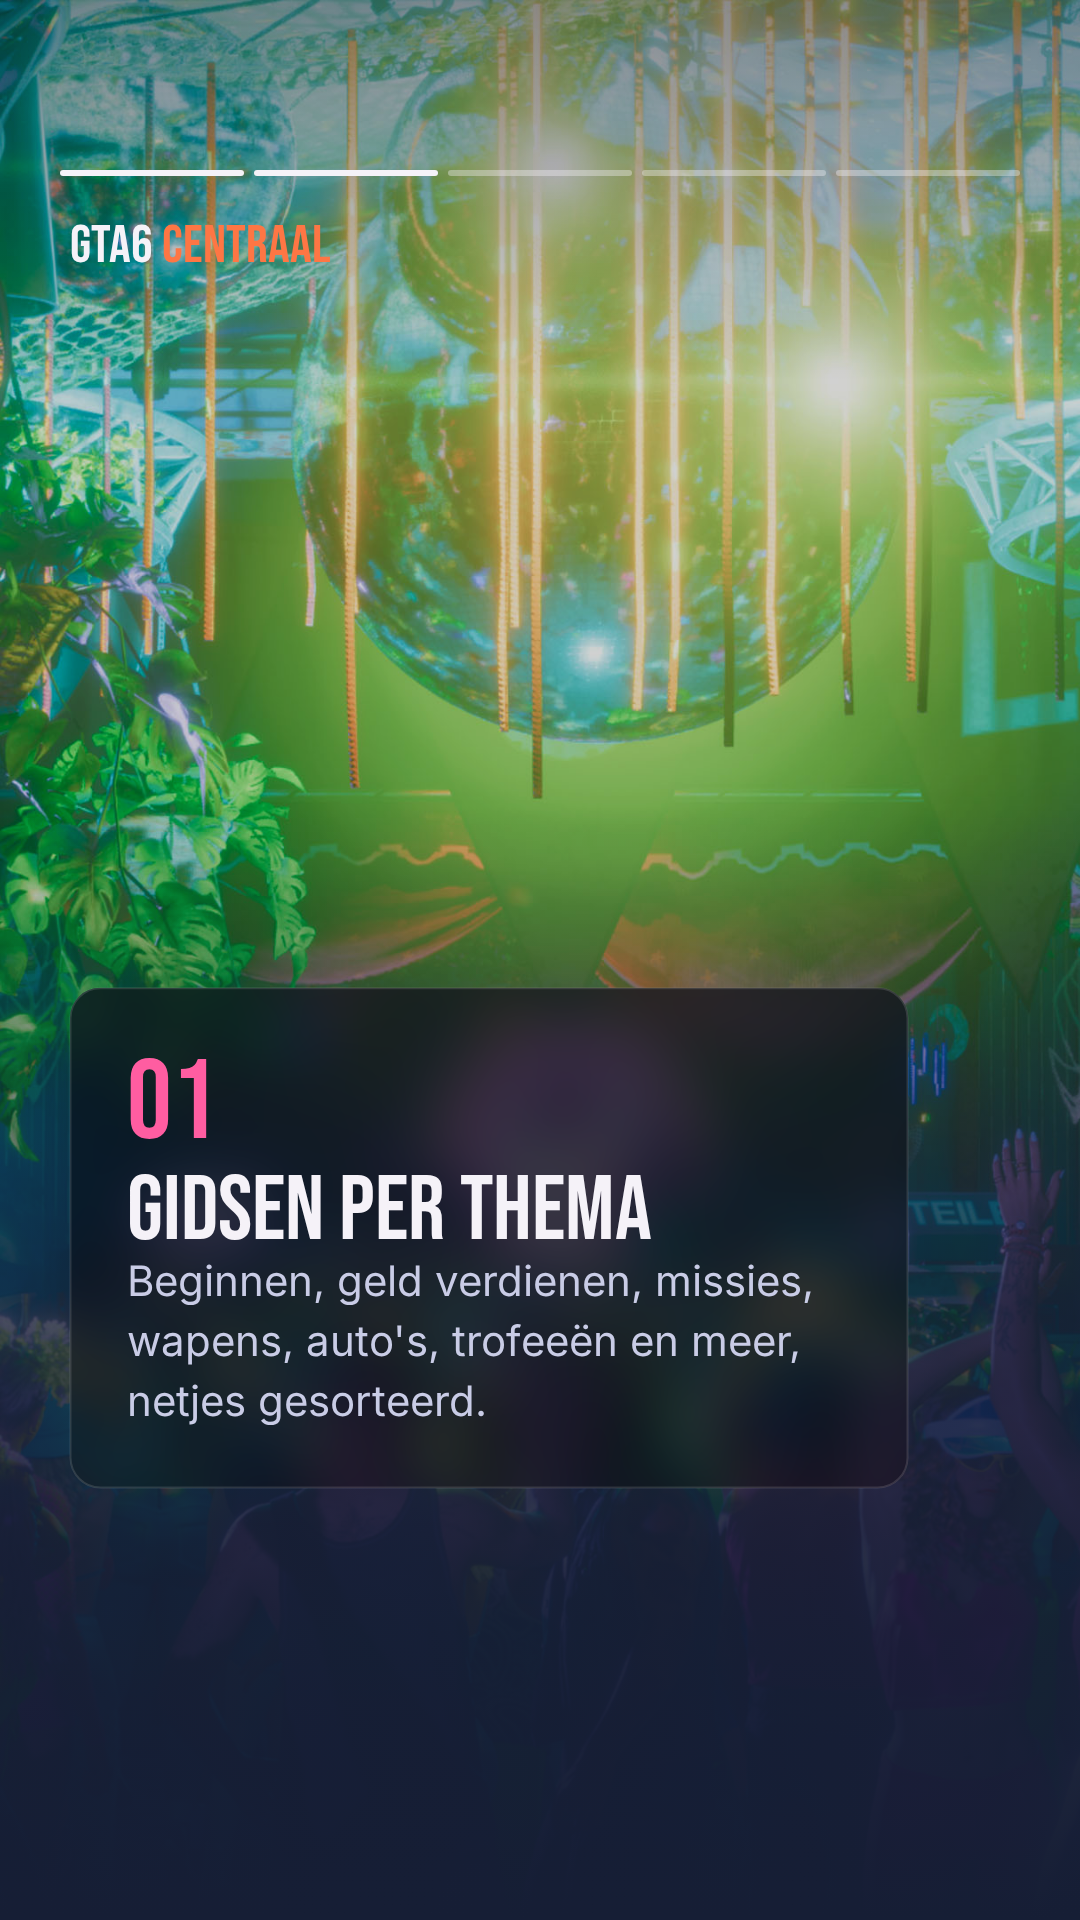 GTA6 CENTRAAL
01
GIDSEN PER THEMA
Beginnen, geld verdienen, missies,
wapens, auto's, trofeeën en meer,
netjes gesorteerd.